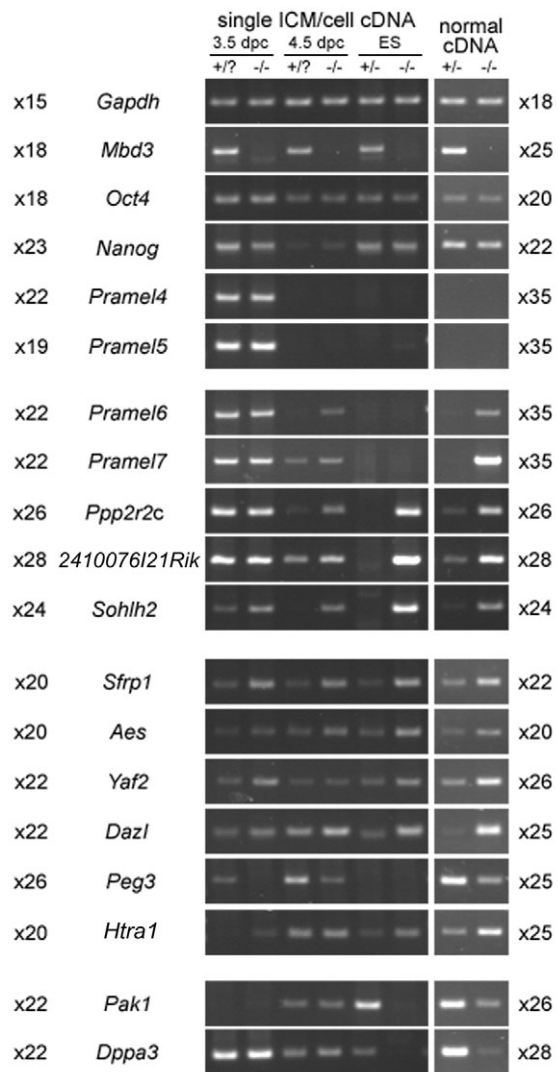 single ICM/cell cDNA normal cDNA
3.5 dpc 4.5 dpc ES
+/? -/- +/? -/- +/- -/- +/- -/-
x15 Gapdh x18
x18 Mbd3 x25
x18 Oct4 x20
x23 Nanog x22
x22 Pramel4 x35
x19 Pramel5 x35
x22 Pramel6 x35
x22 Pramel7 x35
x26 Ppp2r2c x26
x28 2410076I21Rik x28
x24 Sohlh2 x24
x20 Sfrp1 x22
x20 Aes x20
x22 Yaf2 x26
x22 Dazl x25
x26 Peg3 x25
x20 Htra1 x25
x22 Pak1 x26
x22 Dppa3 x28